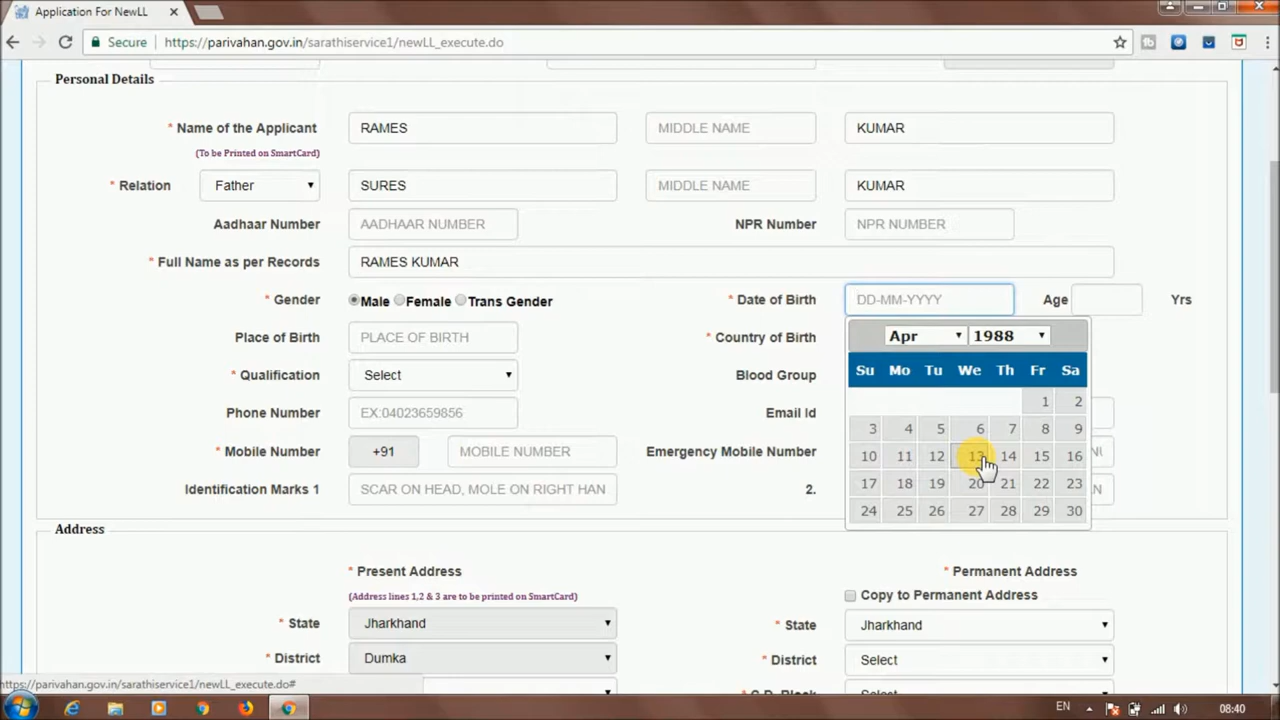 Application For NewLL
Secure
https://parivahan.gov.in/sarathiservice1/newLL_execute.do
Personal Details
* Name of the Applicant RAMES MIDDLE NAME KUMAR
(To be Printed on SmartCard)
* Relation Father SURES MIDDLE NAME KUMAR
Aadhaar Number AADHAAR NUMBER NPR Number NPR NUMBER
* Full Name as per Records RAMES KUMAR
* Gender Male Female Trans Gender * Date of Birth DD-MM-YYYY Age Yrs
Place of Birth PLACE OF BIRTH * Country of Birth
Apr 1988
Su Mo Tu We Th Fr Sa
1 2
3 4 5 6 7 8 9
10 11 12 13 14 15 16
17 18 19 20 21 22 23
24 25 26 27 28 29 30
* Qualification Select Blood Group
Phone Number EX:04023659856 Email Id
* Mobile Number +91 MOBILE NUMBER Emergency Mobile Number
Identification Marks 1 SCAR ON HEAD, MOLE ON RIGHT HAN 2.
Address
* Present Address * Permanent Address
(Address lines 1,2 & 3 are to be printed on SmartCard) Copy to Permanent Address
* State Jharkhand * State Jharkhand
* District Dumka * District Select
https://parivahan.gov.in/sarathiservice1/newLL_execute.do#
EN 08:40